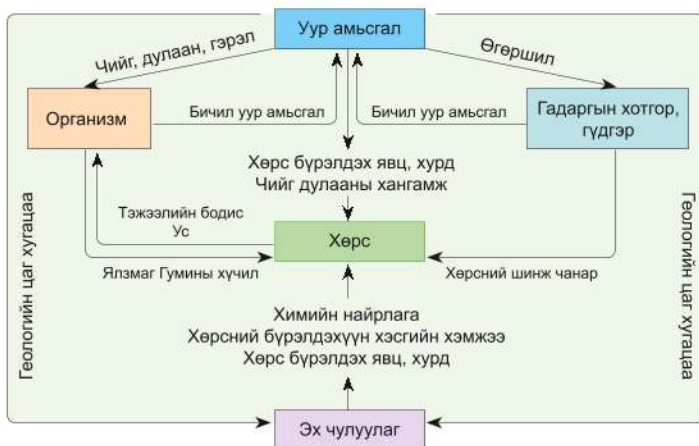 Уур амьсгал
Чийг, дулаан, гэрэл
Өгөршил
Организм
Бичил уур амьсгал
Бичил уур амьсгал
Гадаргын хотгор,
гүдгэр
Хөрс бүрэлдэх явц, хурд
Чийг дулааны хангамж
Геологийн цаг хугацаа
Тэжээлийн бодис
Ус
Хөрс
Геологийн цаг хугацаа
Ялзмаг Гумины хүчил
Хөрсний шинж чанар
Химийн найрлага
Хөрсний бүрэлдэхүүн хэсгийн хэмжээ
Хөрс бүрэлдэх явц, хурд
Эх чулуулаг